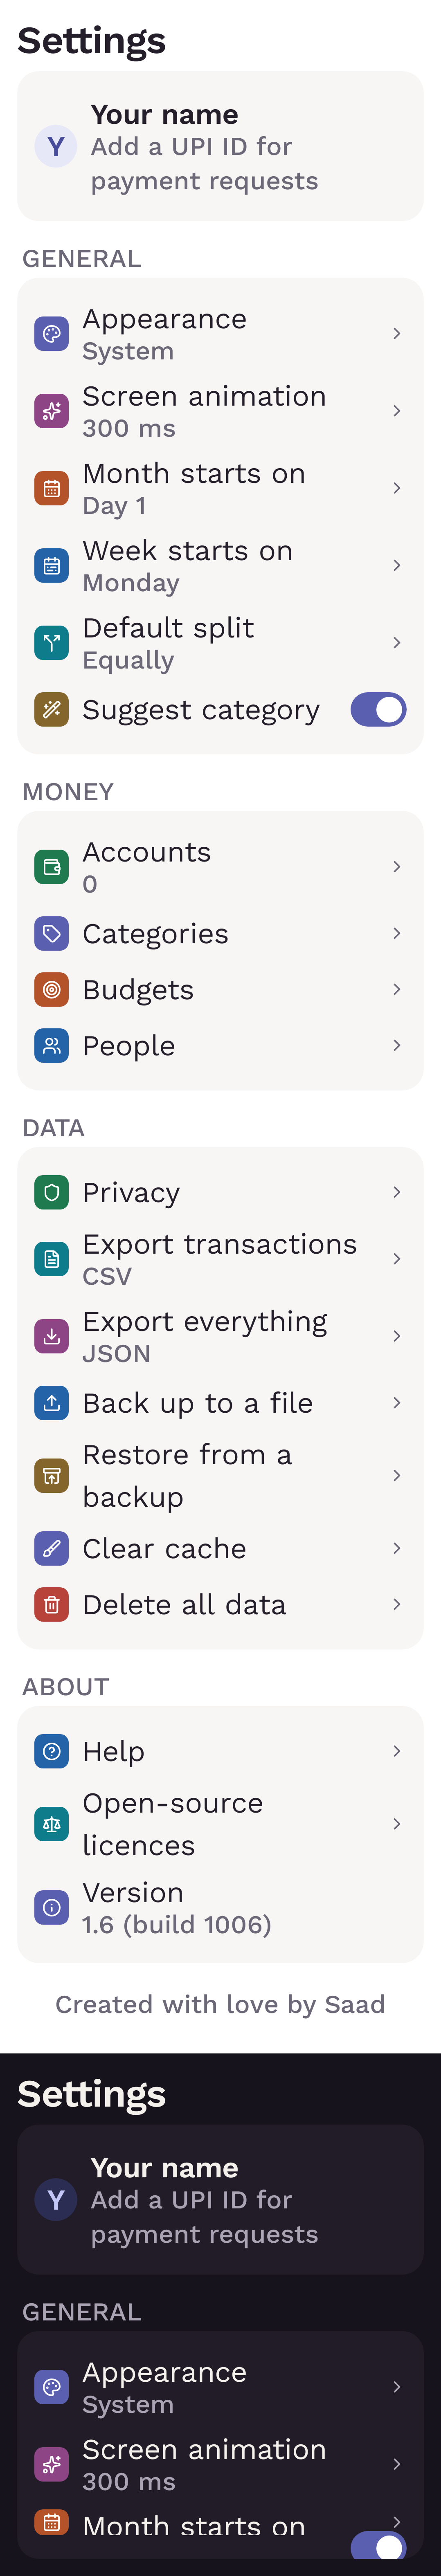 Settings
Y
Your name
Add a UPI ID for
payment requests
GENERAL
Appearance
System
Screen animation
300 ms
Month starts on
Day 1
Week starts on
Monday
Default split
Equally
Suggest category
MONEY
Accounts
0
Categories
Budgets
People
DATA
Privacy
Export transactions
CSV
Export everything
JSON
Back up to a file
Restore from a
backup
Clear cache
Delete all data
ABOUT
Help
Open-source
licences
Version
1.6 (build 1006)
Created with love by Saad
Settings
Y
Your name
Add a UPI ID for
payment requests
GENERAL
Appearance
System
Screen animation
300 ms
Month starts on